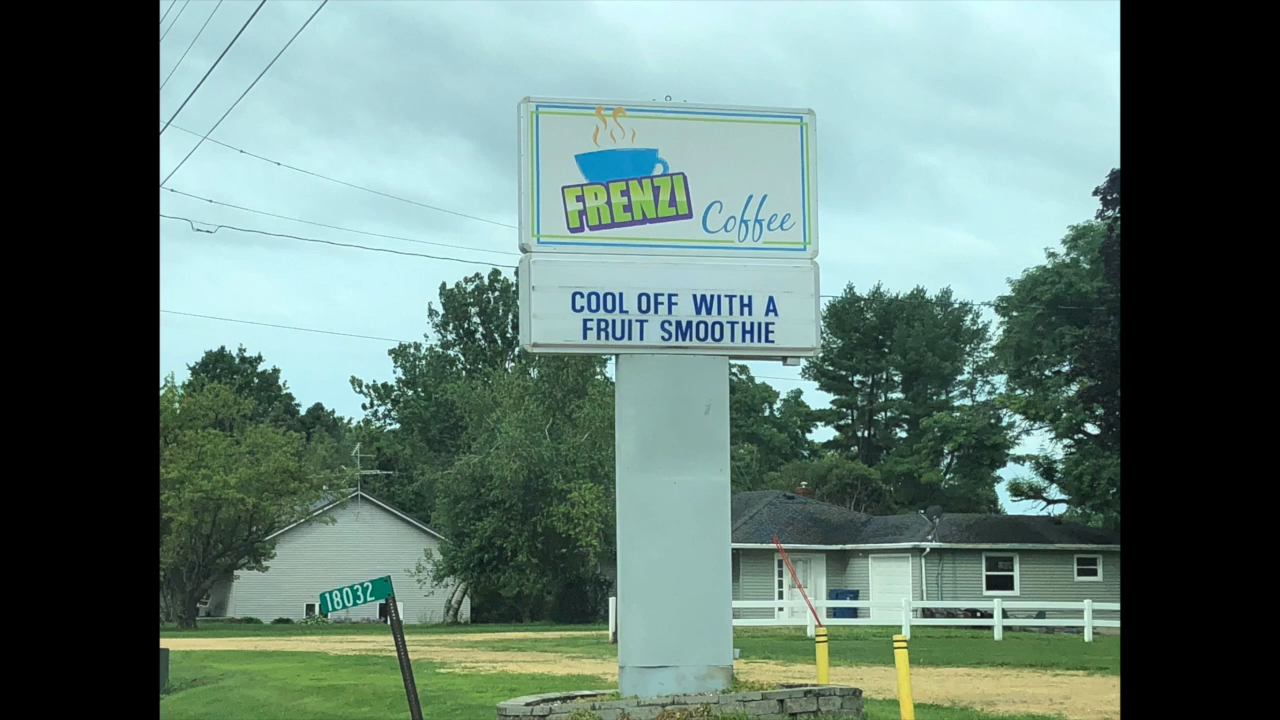 FRENZI
Coffee
COOL OFF WITH A
FRUIT SMOOTHIE
18032